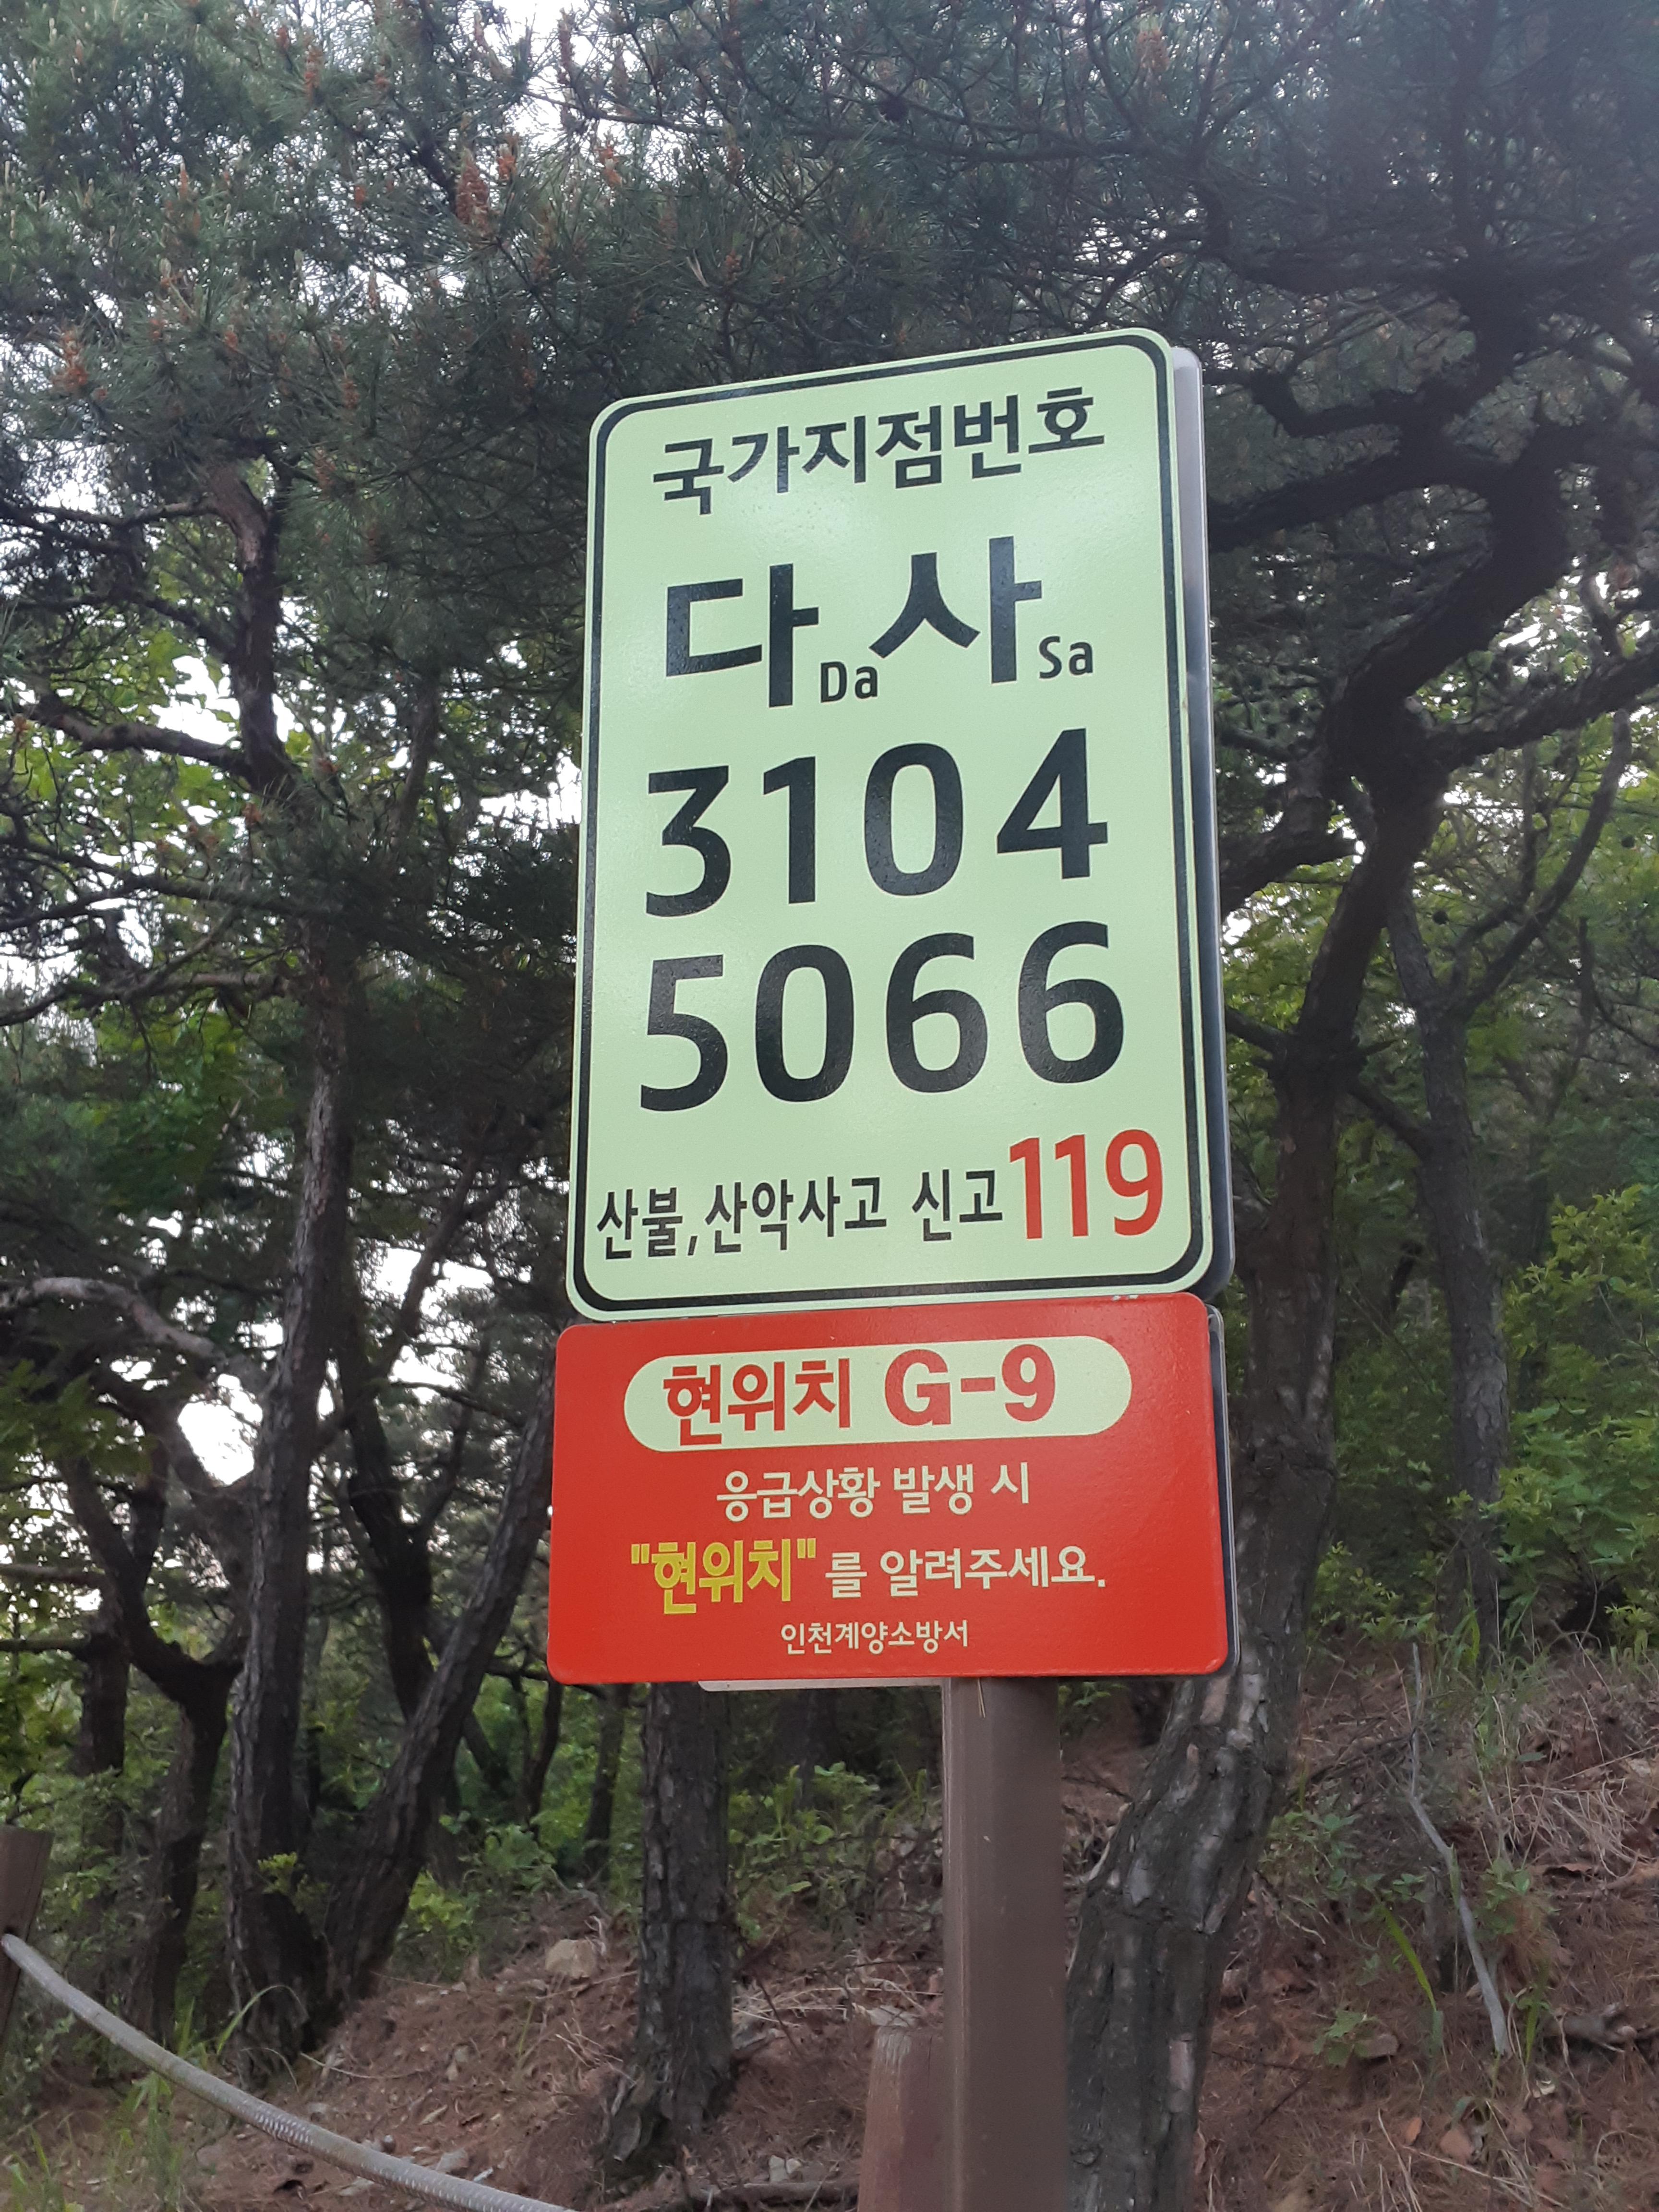 국가지점번호
다Da사Sa
3104
5066
산불,산악사고 신고119
현위치 G-9
응급상황 발생 시
"현위치"를 알려주세요.
인천계양소방서